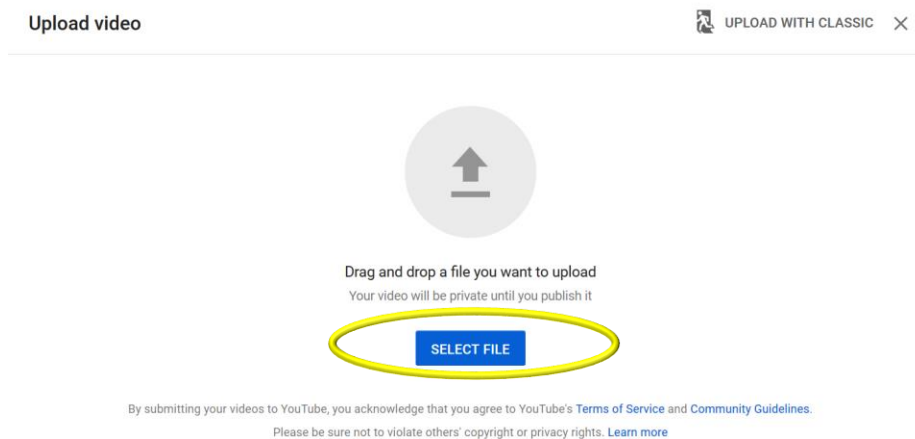 Upload video
UPLOAD WITH CLASSIC
Drag and drop a file you want to upload
Your video will be private until you publish it
SELECT FILE
By submitting your videos to YouTube, you acknowledge that you agree to YouTube's Terms of Service and Community Guidelines.
Please be sure not to violate others' copyright or privacy rights. Learn more